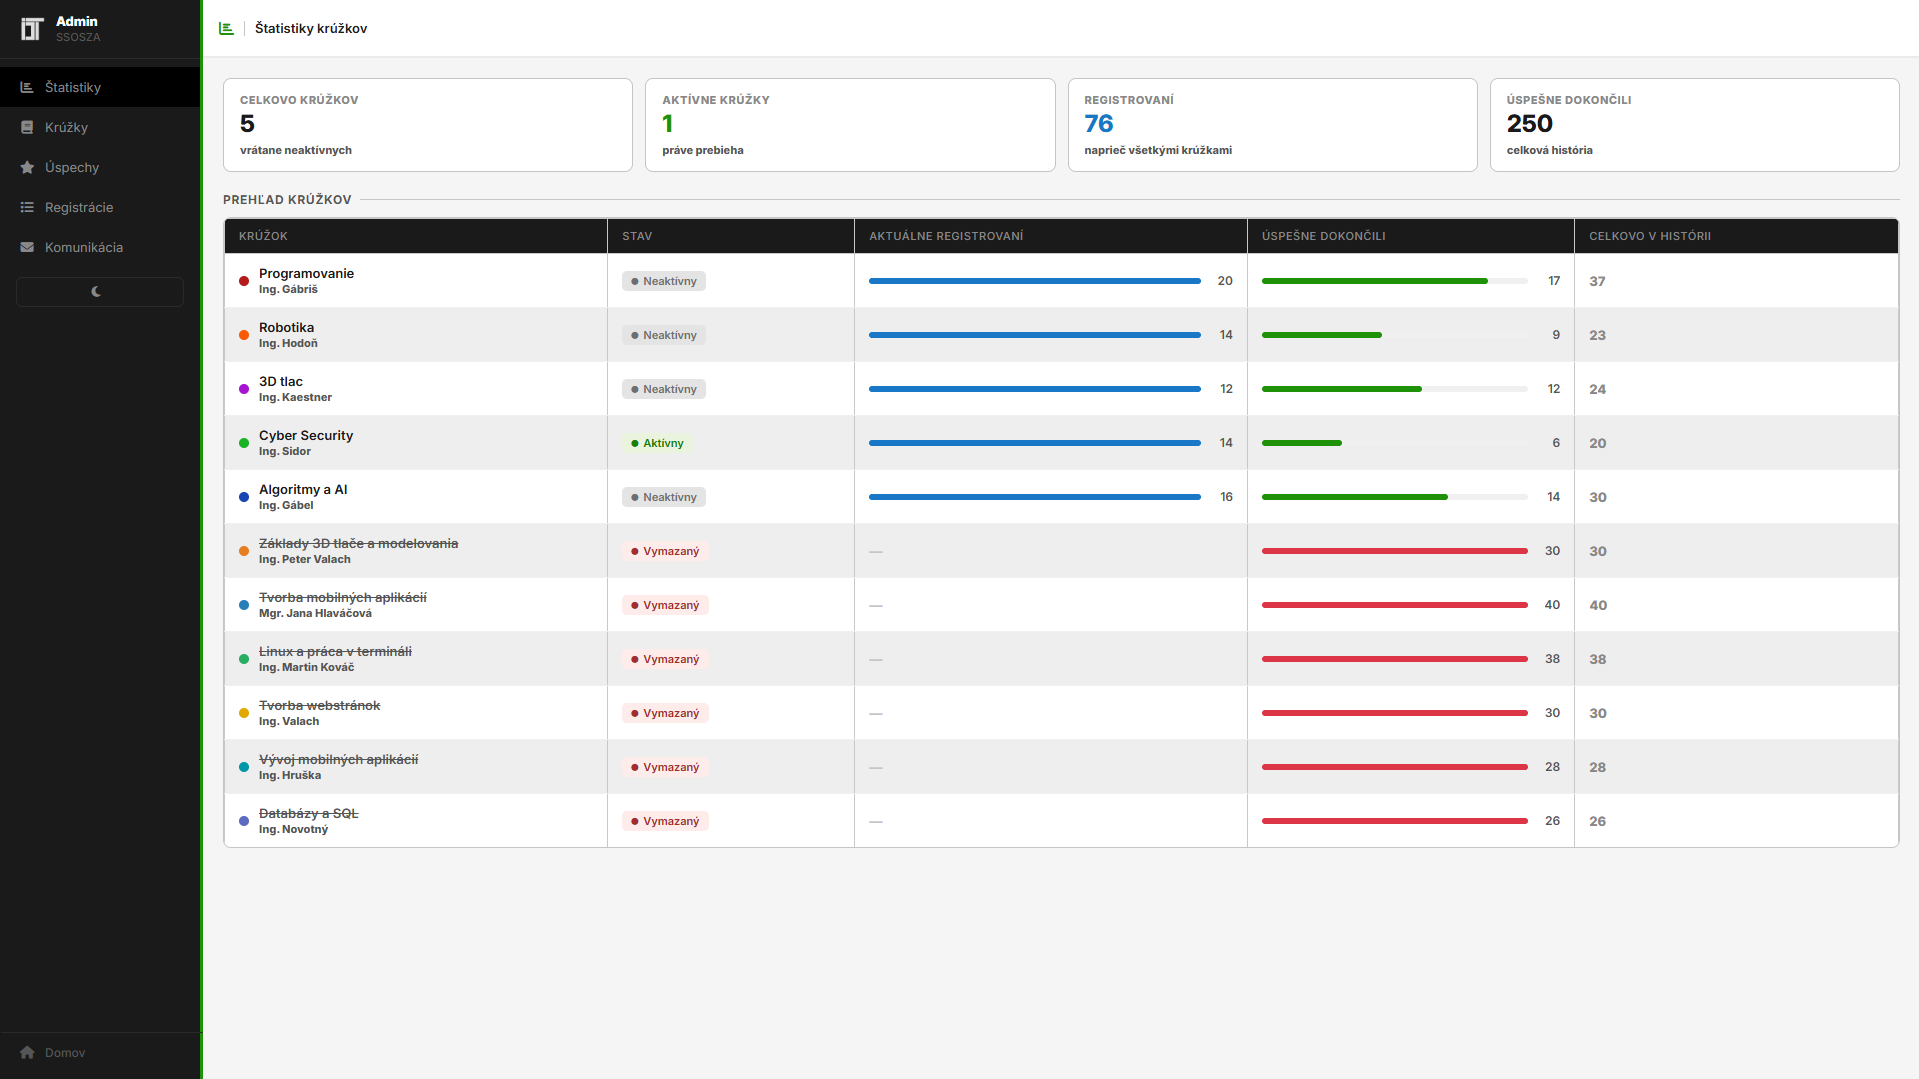 Admin
SSOSZA
Štatistiky
Krúžky
Úspechy
Registrácie
Komunikácia
Domov
Štatistiky krúžkov
CELKOVO KRÚŽKOV
5
vrátane neaktívnych
AKTÍVNE KRÚŽKY
1
práve prebieha
REGISTROVANÍ
76
naprieč všetkými krúžkami
ÚSPEŠNE DOKONČILI
250
celková história
PREHĽAD KRÚŽKOV
KRÚŽOK STAV AKTUÁLNE REGISTROVANÍ ÚSPEŠNE DOKONČILI CELKOVO V HISTÓRII
Programovanie
Ing. Gábriš
Neaktívny 20 17 37
Robotika
Ing. Hodoň
Neaktívny 14 9 23
3D tlac
Ing. Kaestner
Neaktívny 12 12 24
Cyber Security
Ing. Sidor
Aktívny 14 6 20
Algoritmy a AI
Ing. Gábel
Neaktívny 16 14 30
Základy 3D tlače a modelovania
Ing. Peter Valach
Vymazaný — 30 30
Tvorba mobilných aplikácií
Mgr. Jana Hlaváčová
Vymazaný — 40 40
Linux a práca v termináli
Ing. Martin Kováč
Vymazaný — 38 38
Tvorba webstránok
Ing. Valach
Vymazaný — 30 30
Vývoj mobilných aplikácií
Ing. Hruška
Vymazaný — 28 28
Databázy a SQL
Ing. Novotný
Vymazaný — 26 26